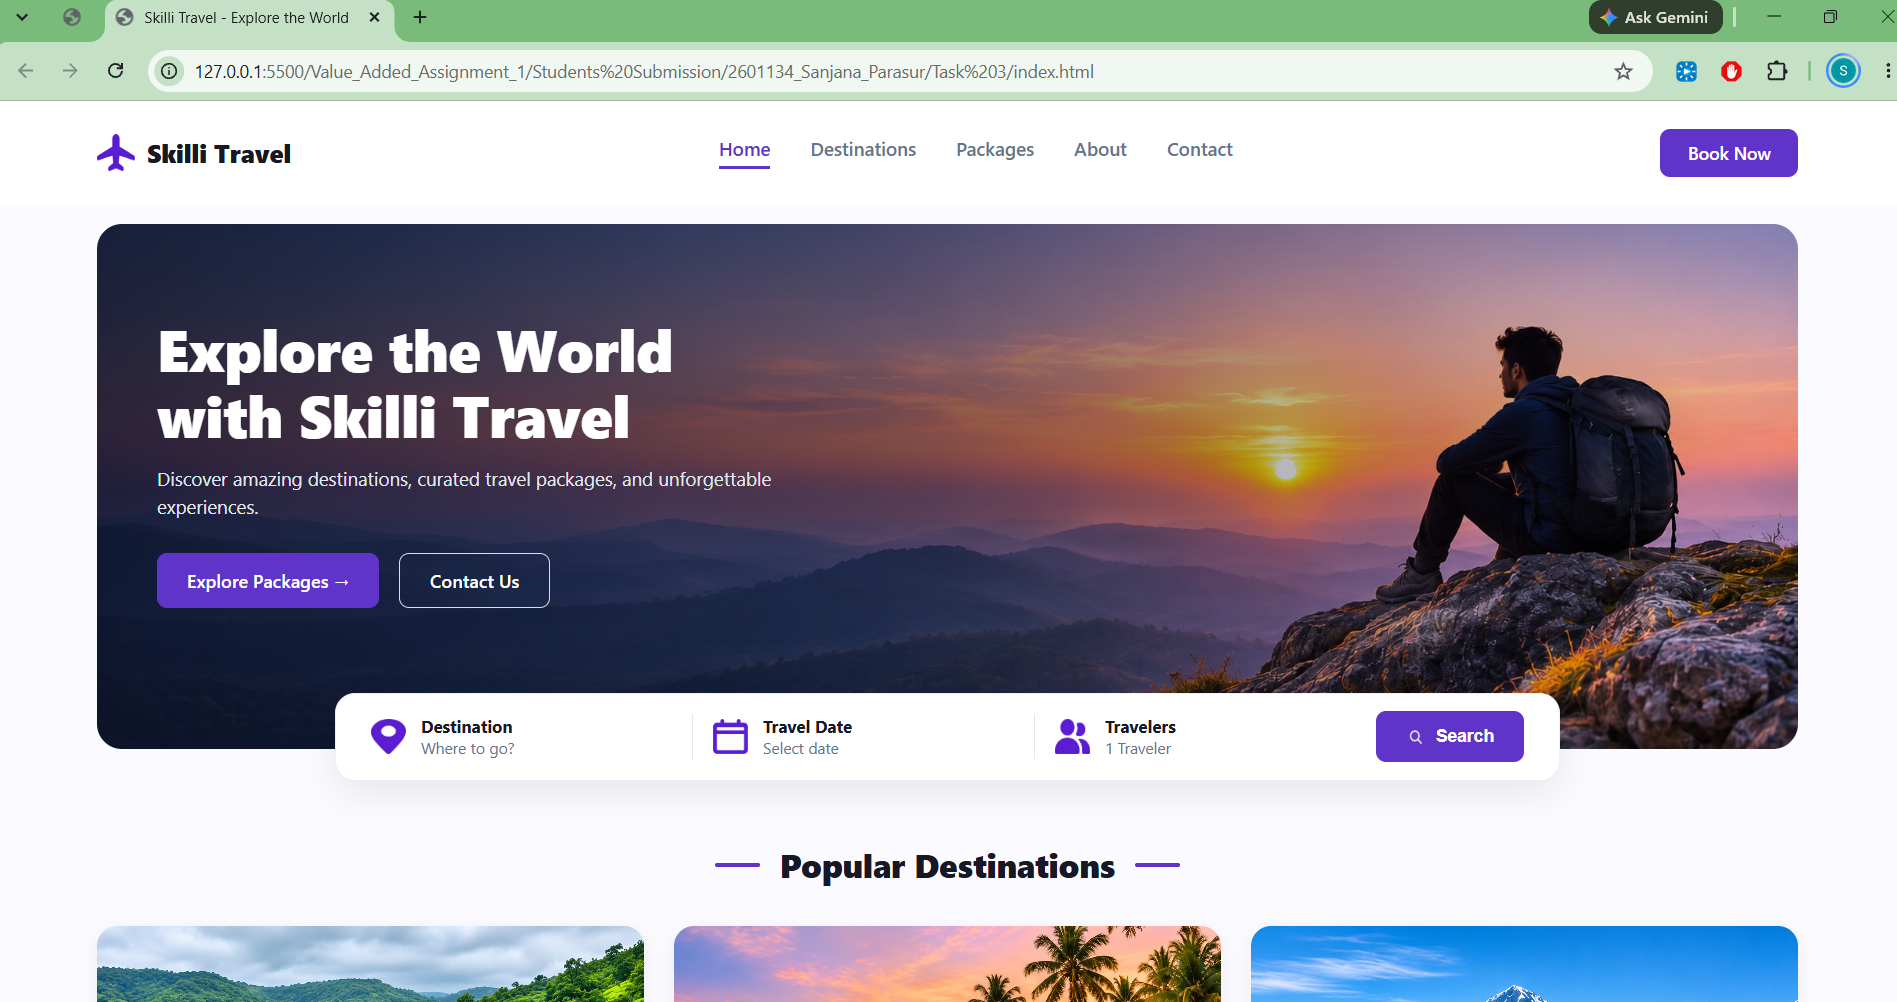 Skilli Travel - Explore the World
Ask Gemini
127.0.0.1:5500/Value_Added_Assignment_1/Students%20Submission/2601134_Sanjana_Parasur/Task%203/index.html
S
Skilli Travel
Home
Destinations
Packages
About
Contact
Book Now
Explore the World
with Skilli Travel
Discover amazing destinations, curated travel packages, and unforgettable
experiences.
Explore Packages →
Contact Us
Destination
Where to go?
Travel Date
Select date
Travelers
1 Traveler
Search
Popular Destinations